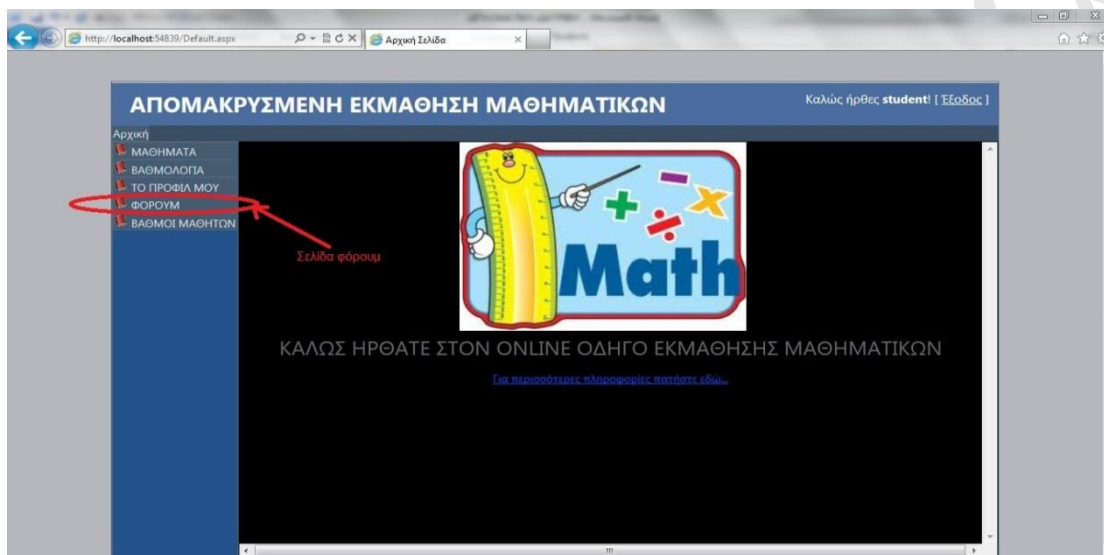 http://localhost:54839/Default.aspx
Αρχική Σελίδα
ΑΠΟΜΑΚΡΥΣΜΕΝΗ ΕΚΜΑΘΗΣΗ ΜΑΘΗΜΑΤΙΚΩΝ
Καλώς ήρθες student! [ Έξοδος ]
Αρχική
ΜΑΘΗΜΑΤΑ
ΒΑΘΜΟΛΟΓΙΑ
ΤΟ ΠΡΟΦΙΛ ΜΟΥ
ΦΟΡΟΥΜ
ΒΑΘΜΟΙ ΜΑΘΗΤΩΝ
Σελίδα φόρουμ
Math
ΚΑΛΩΣ ΗΡΘΑΤΕ ΣΤΟΝ ONLINE ΟΔΗΓΟ ΕΚΜΑΘΗΣΗΣ ΜΑΘΗΜΑΤΙΚΩΝ
Για περισσότερες πληροφορίες πατήστε εδώ...